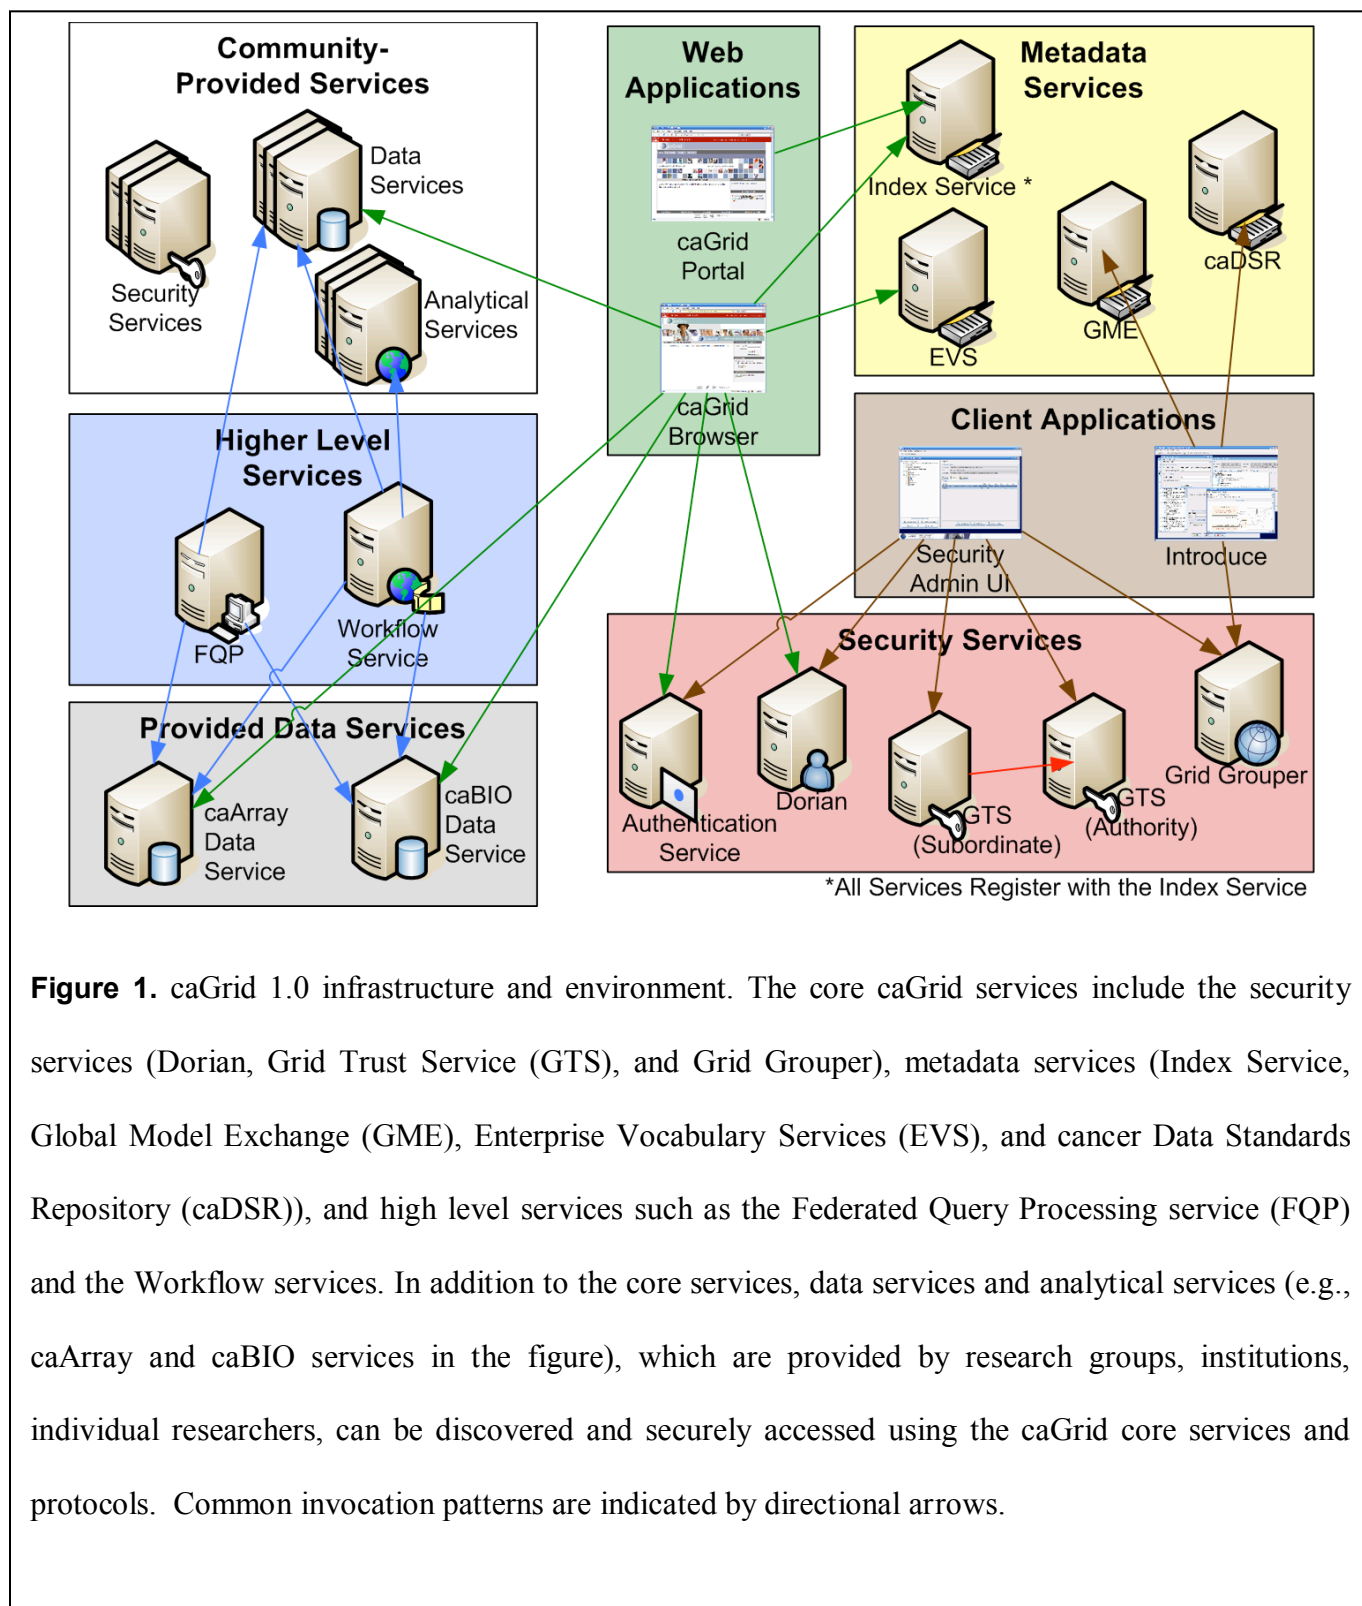 Community-
Provided Services
Data
Services
Security
Services
Analytical
Services
Web
Applications
caGrid
Portal
caGrid
Browser
Metadata
Services
Index Service *
caDSR
EVS
GME
Higher Level
Services
FQP
Workflow
Service
Client Applications
Security
Admin UI
Introduce
Provided Data Services
caArray
Data
Service
caBIO
Data
Service
Security Services
Authentication
Service
Dorian
GTS
(Subordinate)
GTS
(Authority)
Grid Grouper
*All Services Register with the Index Service
Figure 1. caGrid 1.0 infrastructure and environment. The core caGrid services include the security
services (Dorian, Grid Trust Service (GTS), and Grid Grouper), metadata services (Index Service,
Global Model Exchange (GME), Enterprise Vocabulary Services (EVS), and cancer Data Standards
Repository (caDSR)), and high level services such as the Federated Query Processing service (FQP)
and the Workflow services. In addition to the core services, data services and analytical services (e.g.,
caArray and caBIO services in the figure), which are provided by research groups, institutions,
individual researchers, can be discovered and securely accessed using the caGrid core services and
protocols. Common invocation patterns are indicated by directional arrows.